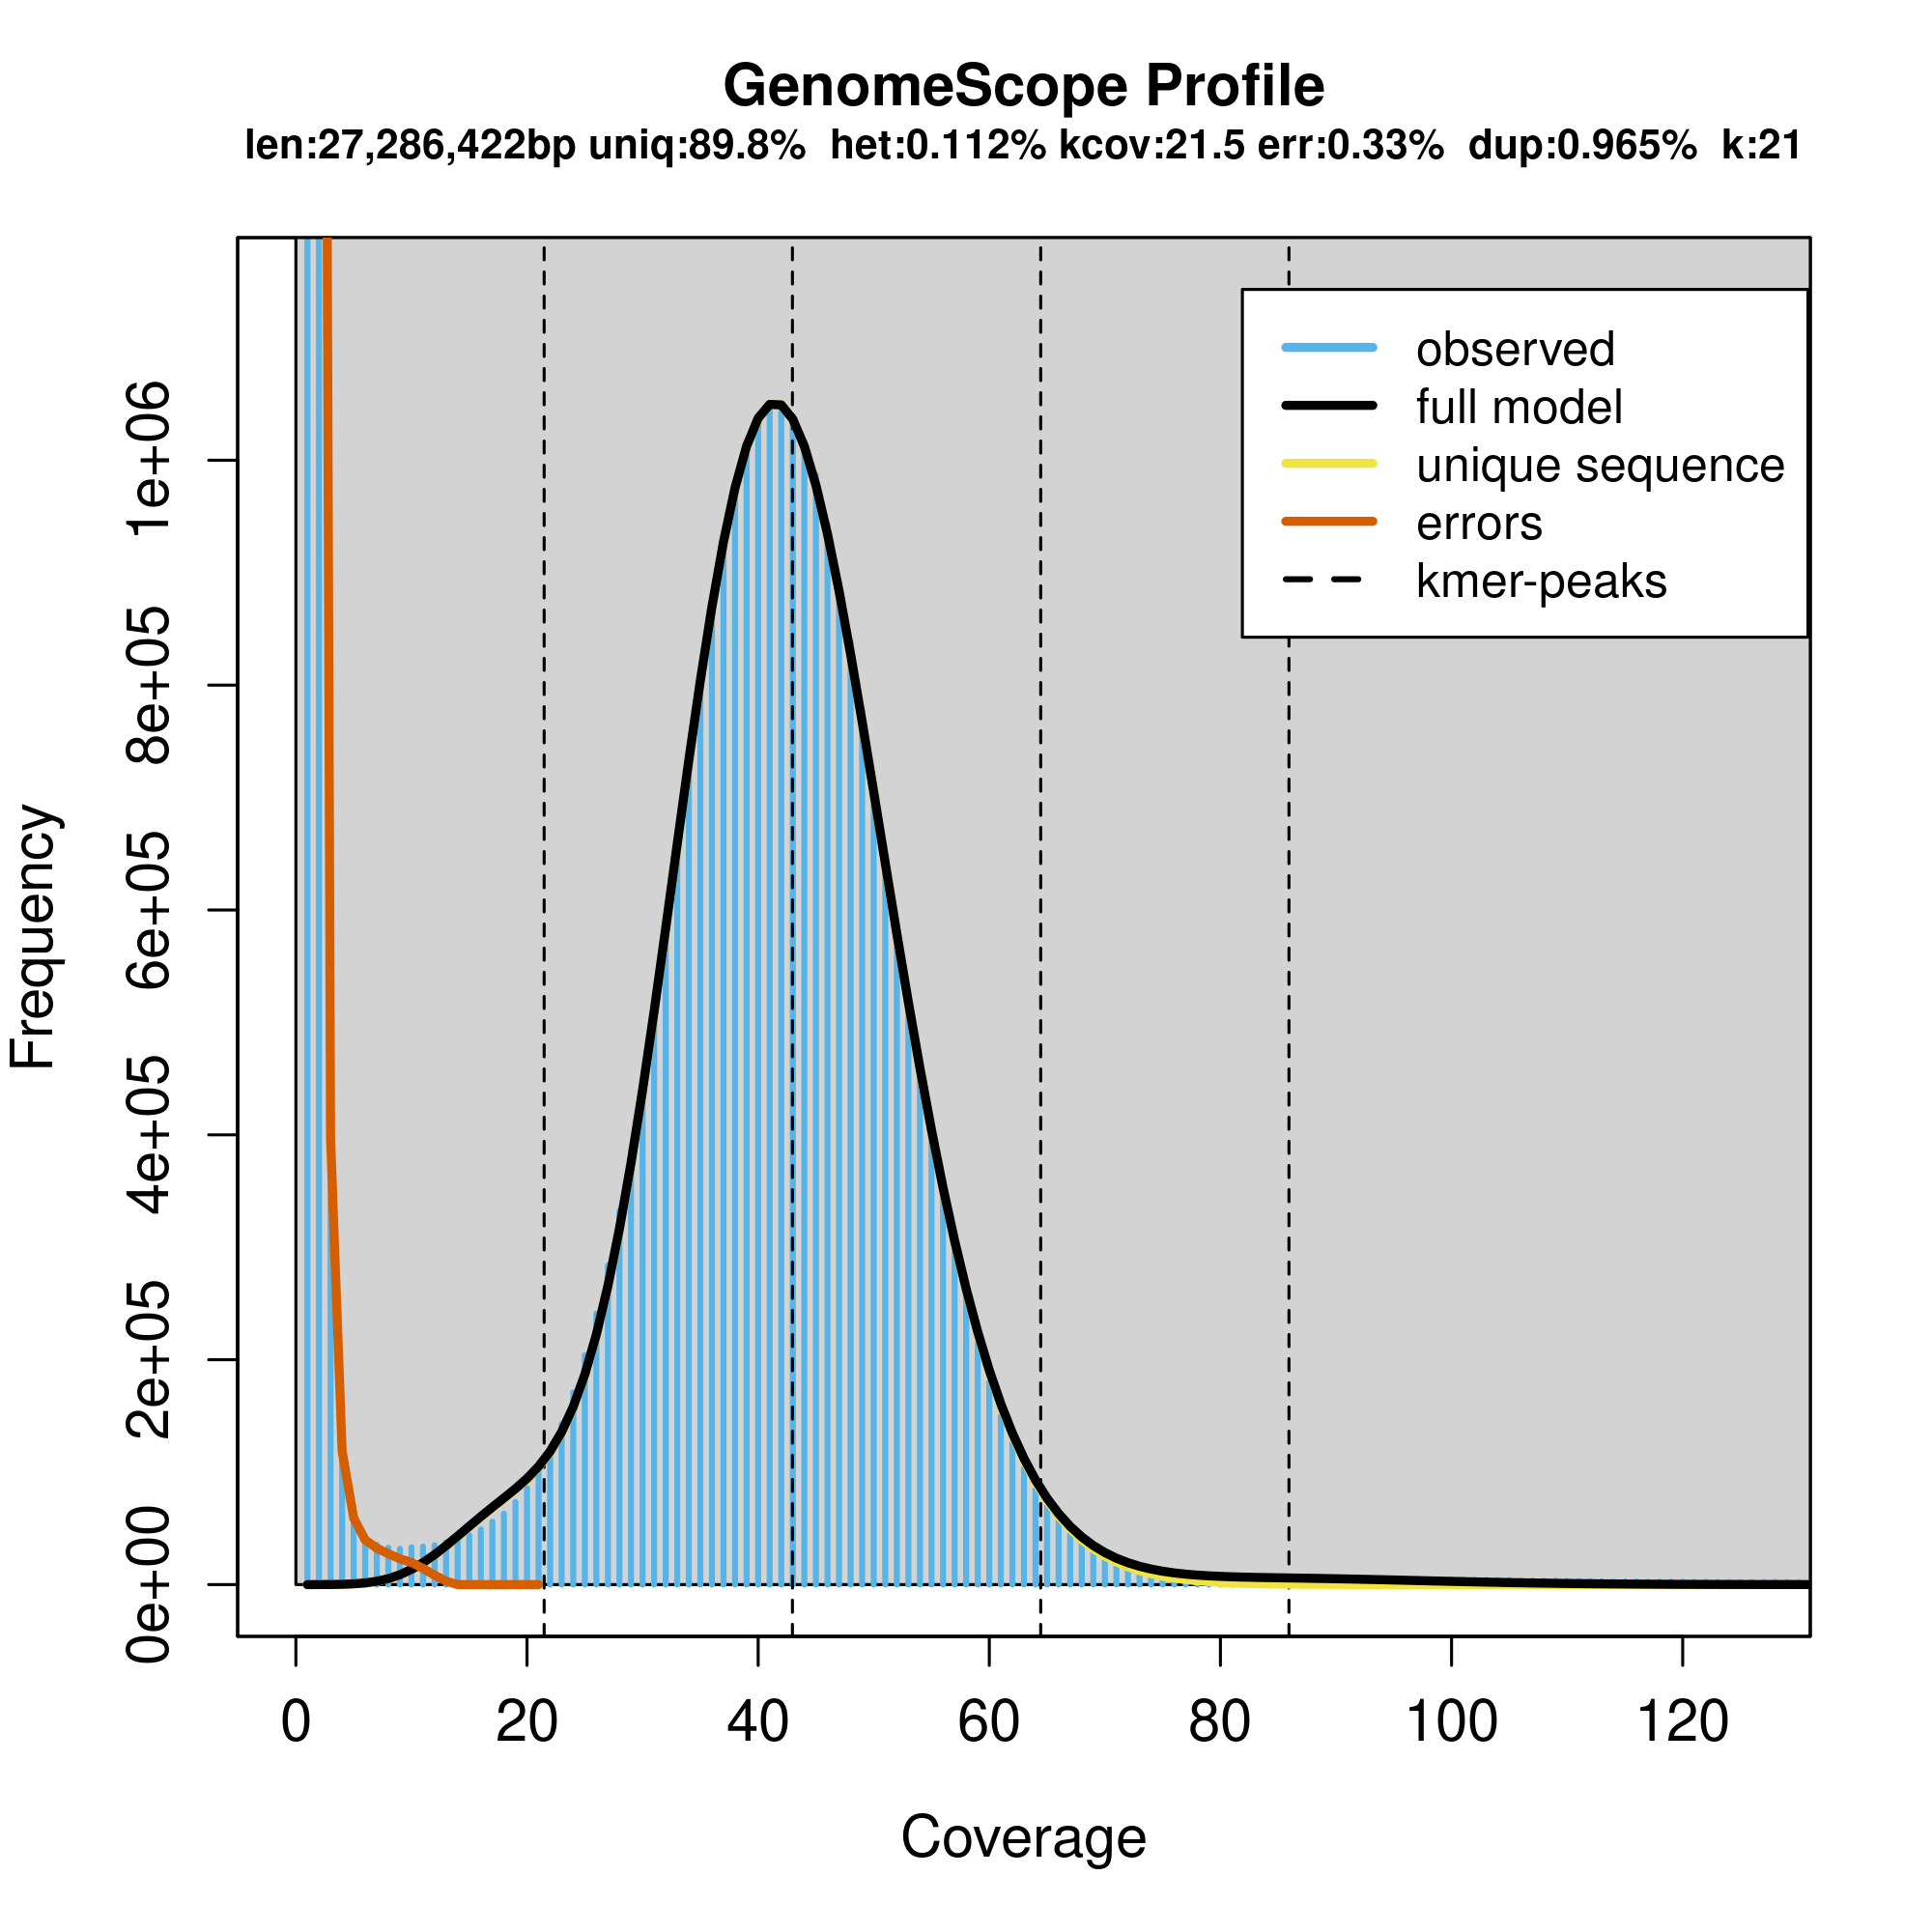 GenomeScope Profile
len:27,286,422bp uniq:89.8% het:0.112% kcov:21.5 err:0.33% dup:0.965% k:21
observed
full model
unique sequence
errors
kmer-peaks
Frequency
1e+06
8e+05
6e+05
4e+05
2e+05
0e+00
0 20 40 60 80 100 120
Coverage